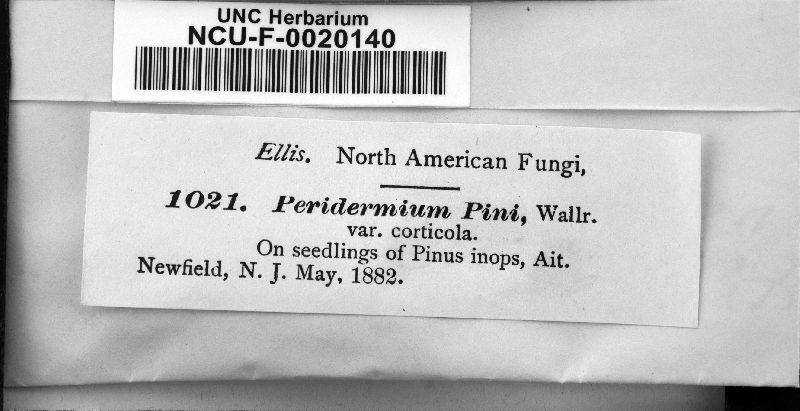 UNC Herbarium
NCU-F-0020140
Ellis. North American Fungi,
1021. Peridermium Pini, Wallr.
var. corticola.
On seedlings of Pinus inops, Ait.
Newfield, N. J. May, 1882.